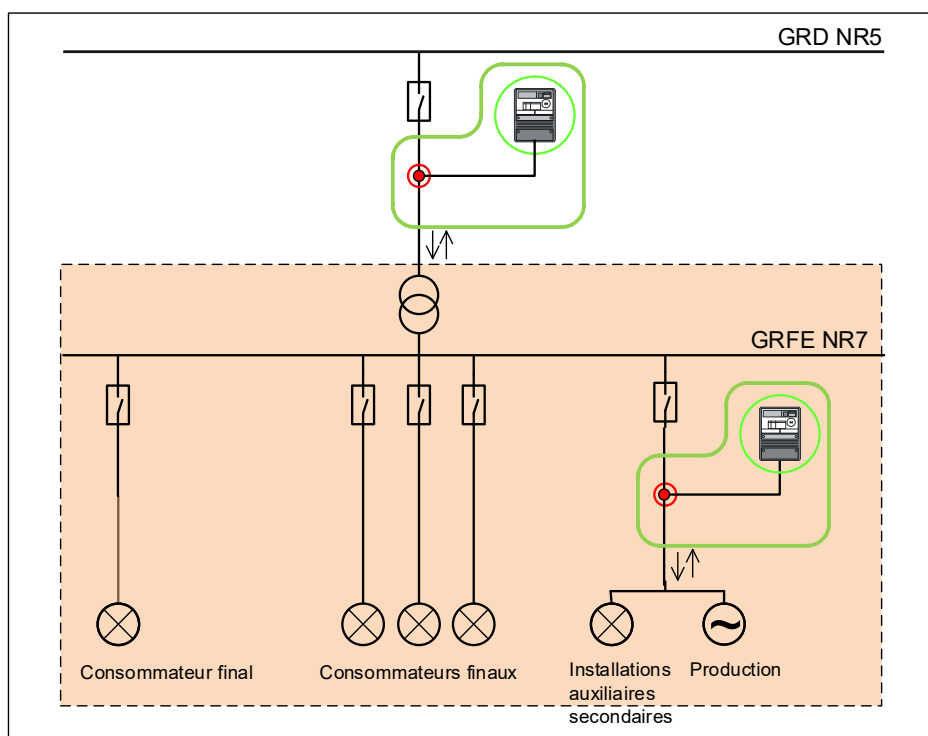 GRD NR5
GRFE NR7
Consommateur final
Consommateurs finaux
Installations
auxiliaires
secondaires
Production